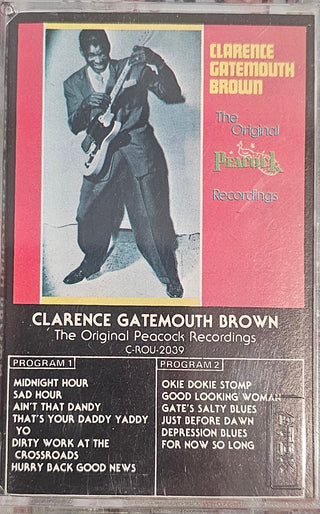 CLARENCE
GATEMOUTH
BROWN
The
Original
PEACOCK
Recordings
CLARENCE GATEMOUTH BROWN
The Original Peacock Recordings
C-ROU-2039
PROGRAM 1
MIDNIGHT HOUR
SAD HOUR
AIN'T THAT DANDY
THAT'S YOUR DADDY YADDY
YO
DIRTY WORK AT THE
CROSSROADS
HURRY BACK GOOD NEWS
PROGRAM 2
OKIE DOKIE STOMP
GOOD LOOKING WOMAN
GATE'S SALTY BLUES
JUST BEFORE DAWN
DEPRESSION BLUES
FOR NOW SO LONG